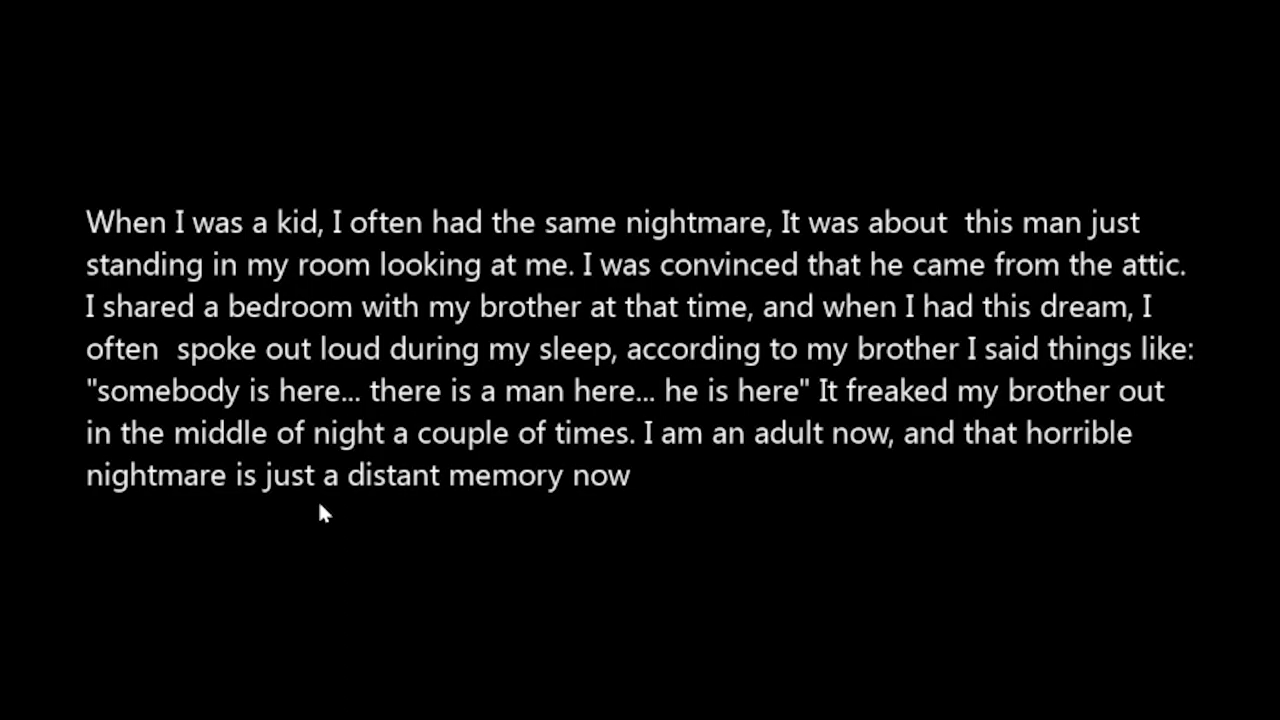 When I was a kid, I often had the same nightmare, It was about  this man just
standing in my room looking at me. I was convinced that he came from the attic.
I shared a bedroom with my brother at that time, and when I had this dream, I
often  spoke out loud during my sleep, according to my brother I said things like:
"somebody is here... there is a man here... he is here" It freaked my brother out
in the middle of night a couple of times. I am an adult now, and that horrible
nightmare is just a distant memory now